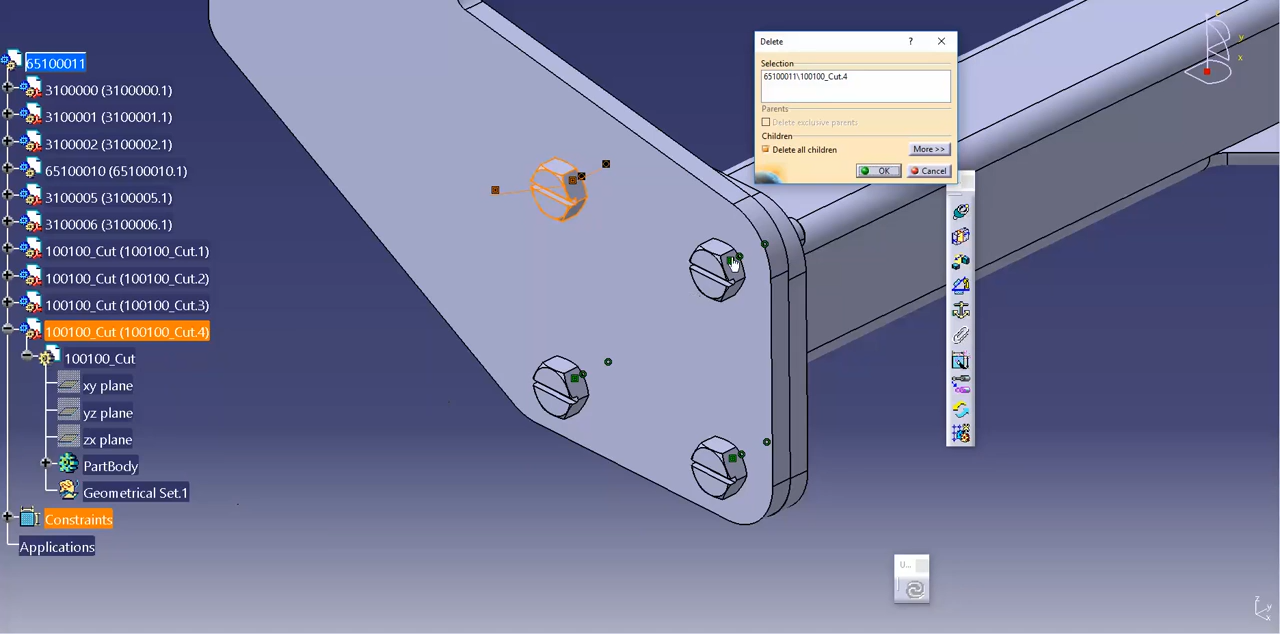 65100011
3100000 (3100000.1)
3100001 (3100001.1)
3100002 (3100002.1)
65100010 (65100010.1)
3100005 (3100005.1)
3100006 (3100006.1)
100100_Cut (100100_Cut.1)
100100_Cut (100100_Cut.2)
100100_Cut (100100_Cut.3)
100100_Cut (100100_Cut.4)
100100_Cut
xy plane
yz plane
zx plane
PartBody
Geometrical Set.1
Constraints
Applications
Delete
?
Selection
65100011\100100_Cut.4
Parents
Delete exclusive parents
Children
Delete all children
More >>
OK
Cancel
U...
y
x
z
y
x